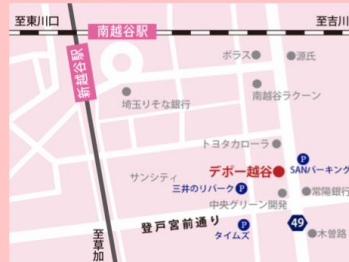 至東川口
南越谷駅
至吉川
新越谷駅
ポラス
源氏
南越谷ラクーン
埼玉りそな銀行
トヨタカローラ
P
SANパーキング
デポー越谷
サンシティ
三井のリパーク P
常陽銀行
中央グリーン開発
登戸宮前通り
P
タイムズ
49
木曽路
至草加